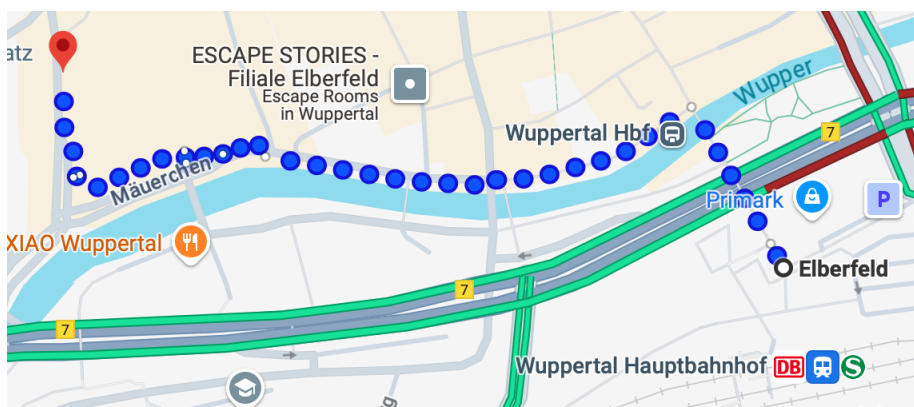 atz
ESCAPE STORIES -
Filiale Elberfeld
Escape Rooms
in Wuppertal
Wupper
Wuppertal Hbf
7
Mäuerchen
Primark
P
XIAO Wuppertal
Elberfeld
7
7
Wuppertal Hauptbahnhof DB S
g